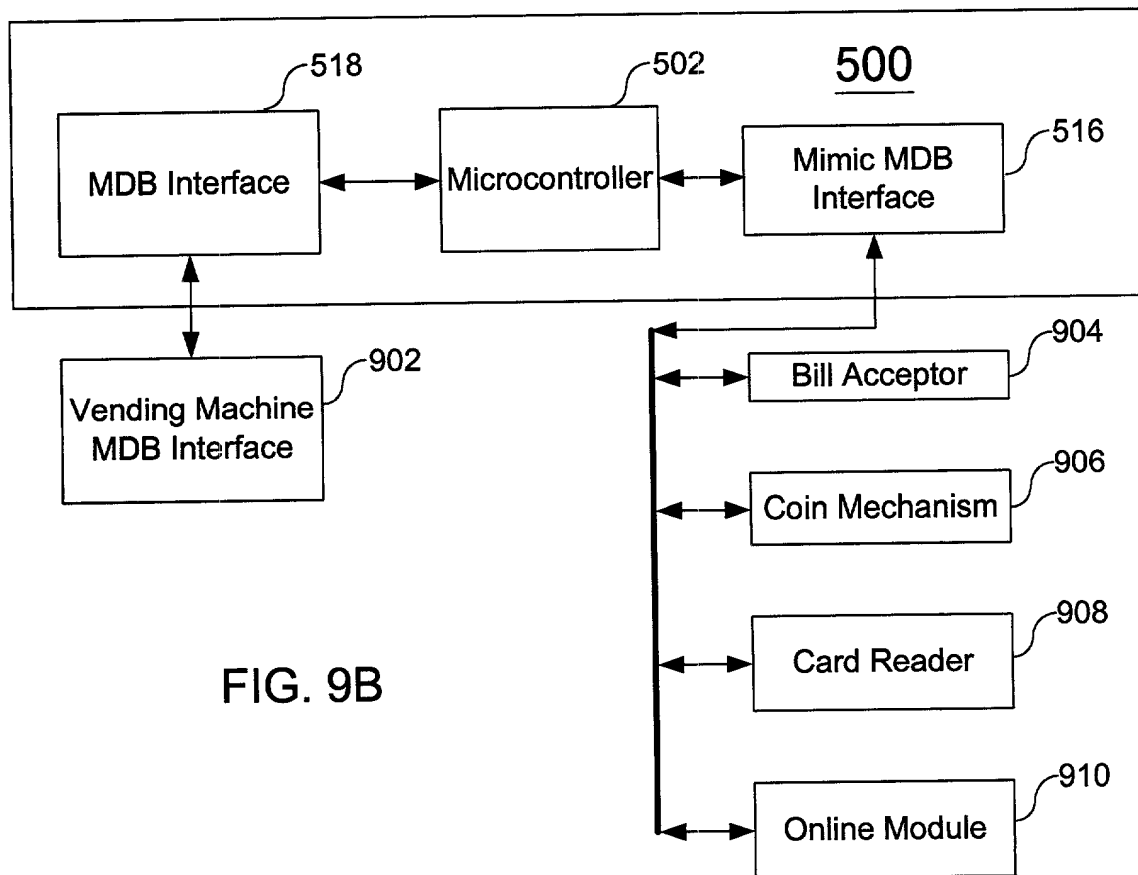 500
518
502
516
MDB Interface
Microcontroller
Mimic MDB
Interface
902
Vending Machine
MDB Interface
904
Bill Acceptor
906
Coin Mechanism
908
Card Reader
910
Online Module
FIG. 9B